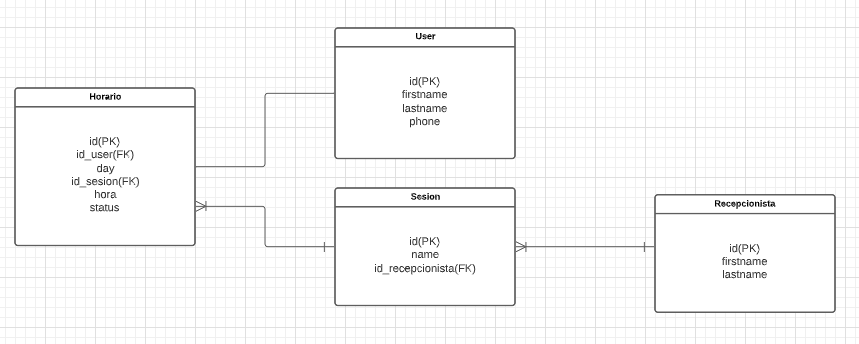 User
id(PK)
firstname
lastname
phone
Horario
id(PK)
id_user(FK)
day
id_sesion(FK)
hora
status
Sesion
id(PK)
name
id_recepcionista(FK)
Recepcionista
id(PK)
firstname
lastname